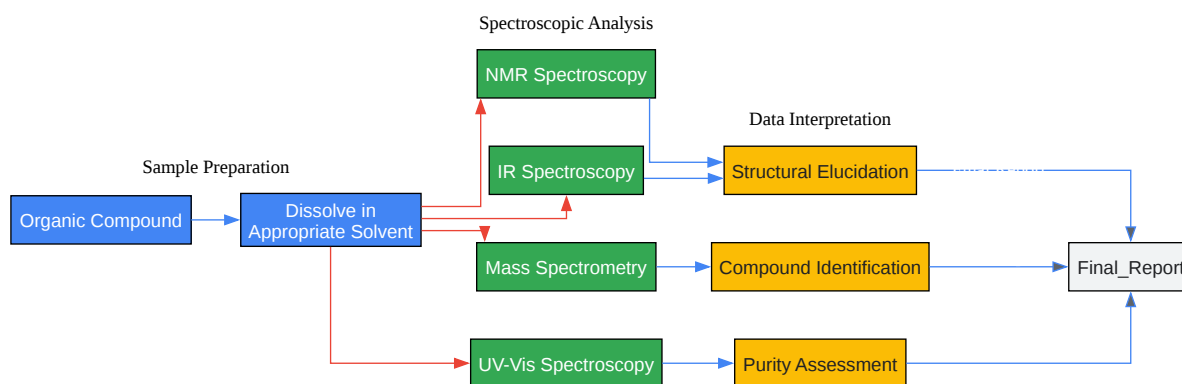 Spectroscopic Analysis
NMR Spectroscopy
Data Interpretation
Sample Preparation
IR Spectroscopy
Structural Elucidation
Organic Compound
Dissolve in
Appropriate Solvent
Mass Spectrometry
Compound Identification
Final_Report
UV-Vis Spectroscopy
Purity Assessment